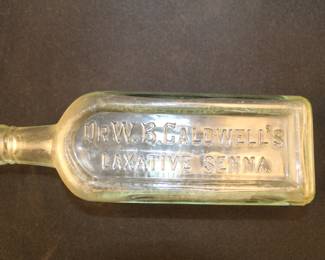 DR W. B. CALDWELL'S
LAXATIVE SENNA